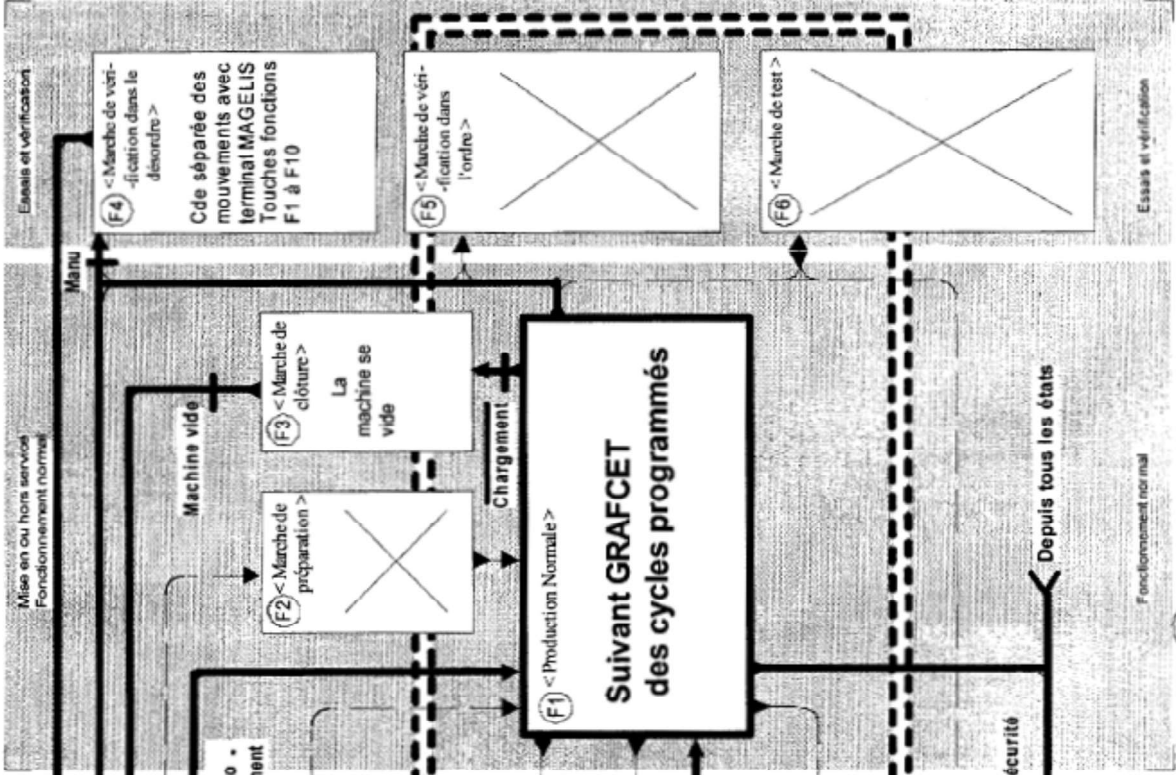 Essais et vérification
F4 <Marche de véri-
-fication dans le
désordre>
Cde séparée des
mouvements avec
terminal MAGELIS
Touches fonctions
F1 à F10
F5 <Marche de véri-
-fication dans
l'ordre>
F6 <Marche de test>
Essais et vérification
Manu
Mise en ou hors service
Fonctionnement normal
Machine vide
F3 <Marche de
clôture>
La
machine se
vide
Chargement
F2 <Marche de
préparation>
F1 <Production Normale>
Suivant GRAFCET
des cycles programmés
Depuis tous les états
Fonctionnement normal
o -
ment
écurité